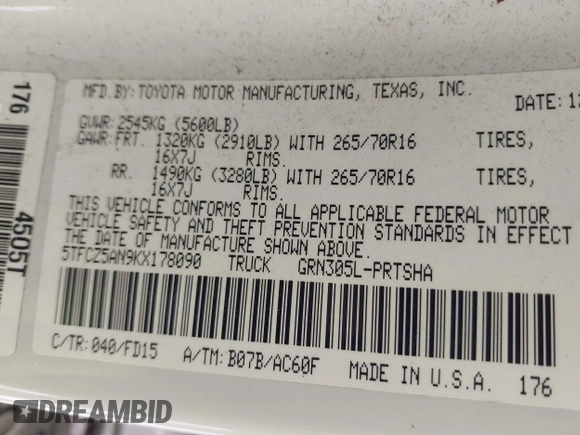 MFD.BY:TOYOTA MOTOR MANUFACTURING, TEXAS, INC.
DATE:12
GVWR:2545KG (5600LB)
GAWR:FRT. 1320KG (2910LB) WITH 265/70R16 TIRES,
16X7J RIMS.
RR. 1490KG (3280LB) WITH 265/70R16 TIRES,
16X7J RIMS.
THIS VEHICLE CONFORMS TO ALL APPLICABLE FEDERAL MOTOR
VEHICLE SAFETY AND THEFT PREVENTION STANDARDS IN EFFECT
THE DATE OF MANUFACTURE SHOWN ABOVE.
5TFCZ5AN9KX178090 TRUCK GRN305L-PRTSHA
C/TR:040/FD15 A/TM:B07B/AC60F MADE IN U.S.A. 176
176 4505T
DREAMBID